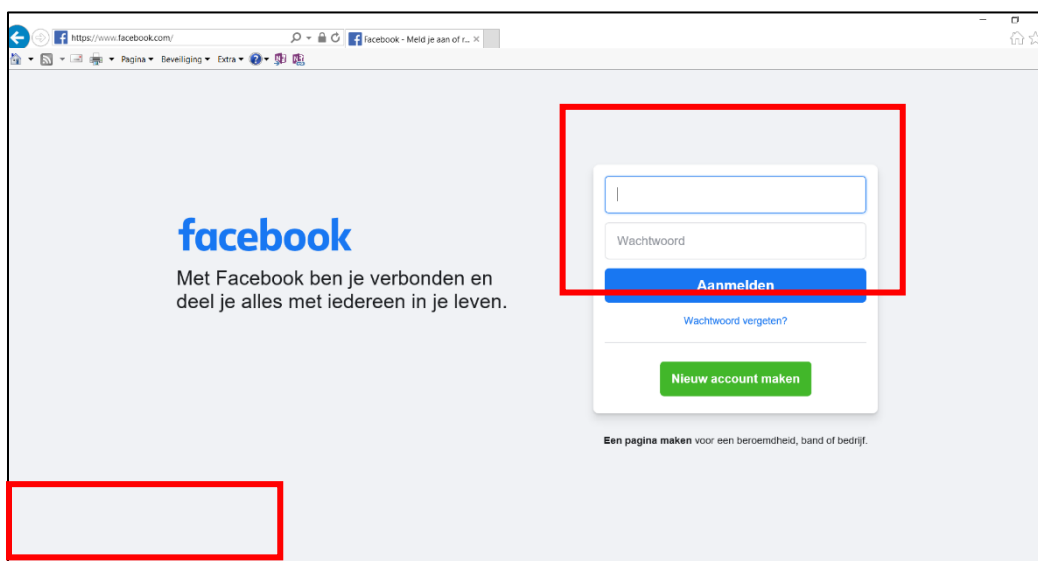 https://www.facebook.com/
Facebook - Meld je aan of r...
Pagina Beveiliging Extra
facebook
Met Facebook ben je verbonden en
deel je alles met iedereen in je leven.
Wachtwoord
Aanmelden
Wachtwoord vergeten?
Nieuw account maken
Een pagina maken voor een beroemdheid, band of bedrijf.